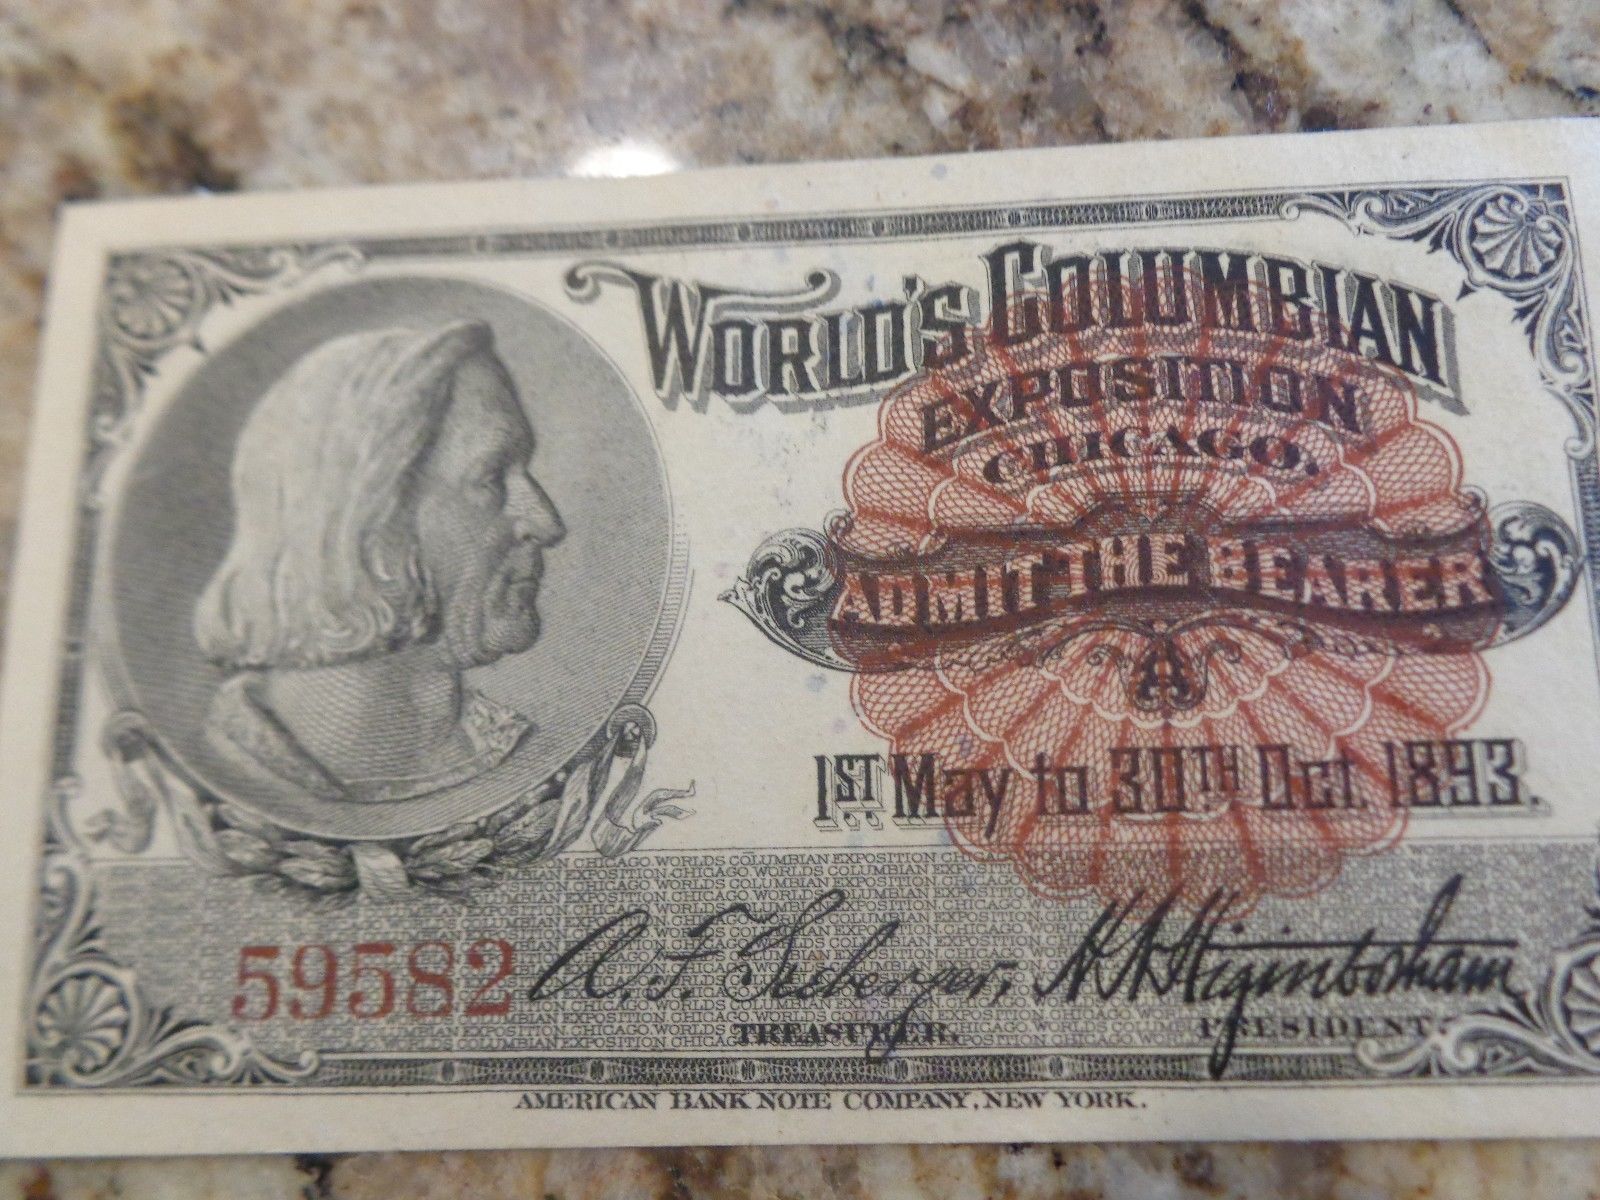 WORLD'S COLUMBIAN
EXPOSITION
CHICAGO.
ADMIT THE BEARER
1ST May to 30TH Oct. 1893.
59582
A. F. Seeberger,
TREASURER.
H. N. Higinbotham
PRESIDENT.
AMERICAN BANK NOTE COMPANY, NEW YORK.